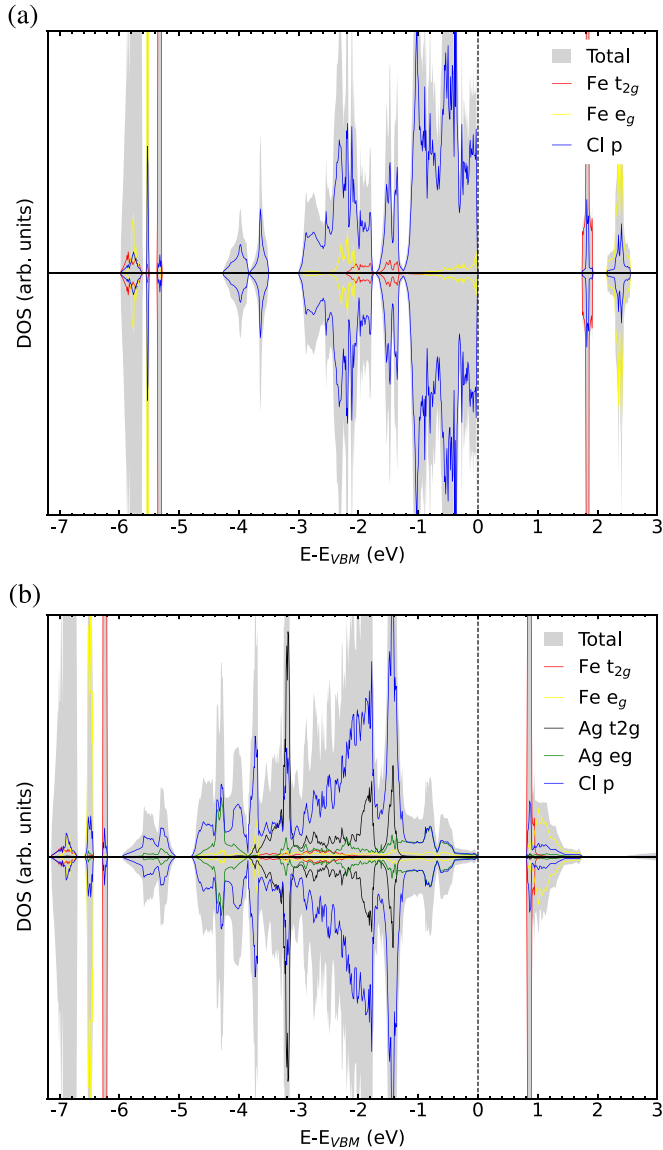 (a)
DOS (arb. units)
Total
Fe t2g
Fe eg
Cl p
-7 -6 -5 -4 -3 -2 -1 0 1 2 3
E-EVBM (eV)
(b)
DOS (arb. units)
Total
Fe t2g
Fe eg
Ag t2g
Ag eg
Cl p
-7 -6 -5 -4 -3 -2 -1 0 1 2 3
E-EVBM (eV)